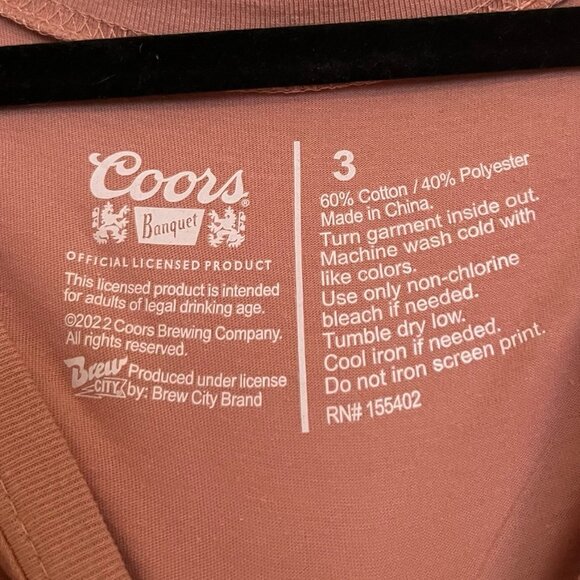 Coors®
Banquet
OFFICIAL LICENSED PRODUCT
This licensed product is intended
for adults of legal drinking age.
©2022 Coors Brewing Company.
All rights reserved.
Brew
CITY
Produced under license
by: Brew City Brand
3
60% Cotton / 40% Polyester
Made in China.
Turn garment inside out.
Machine wash cold with
like colors.
Use only non-chlorine
bleach if needed.
Tumble dry low.
Cool iron if needed.
Do not iron screen print.
RN# 155402